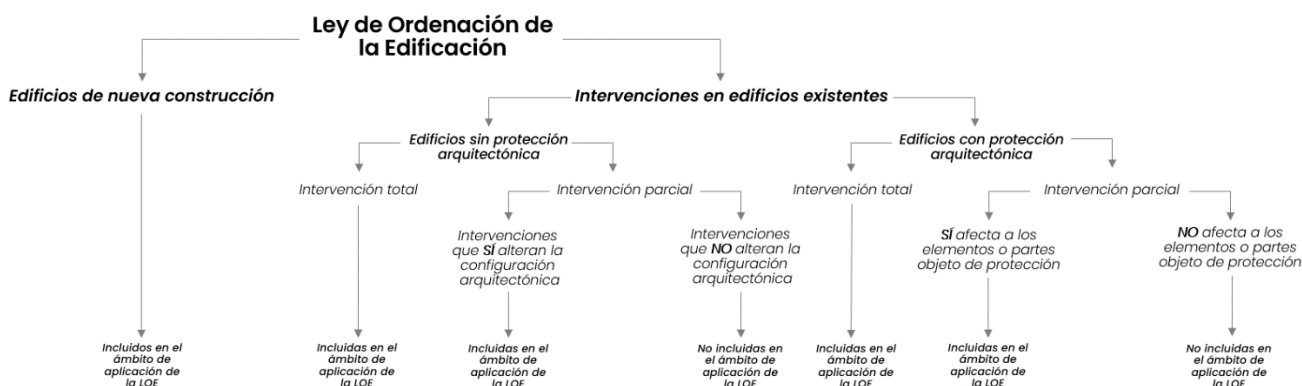 Ley de Ordenación de
la Edificación
Edificios de nueva construcción
Intervenciones en edificios existentes
Edificios sin protección
arquitectónica
Edificios con protección
arquitectónica
Intervención total
Intervención parcial
Intervención total
Intervención parcial
Intervenciones
que SÍ alteran la
configuración
arquitectónica
Intervenciones
que NO alteran la
configuración
arquitectónica
SÍ afecta a los
elementos o partes
objeto de protección
NO afecta a los
elementos o partes
objeto de protección
Incluidos en el
ámbito de
aplicación de
la LOE
Incluidas en el
ámbito de
aplicación de
la LOE
Incluidas en el
ámbito de
aplicación de
la LOE
No incluidas en
el ámbito de
aplicación de
la LOE
Incluidas en el
ámbito de
aplicación de
la LOE
Incluidas en el
ámbito de
aplicación de
la LOE
No incluidas en
el ámbito de
aplicación de
la LOE